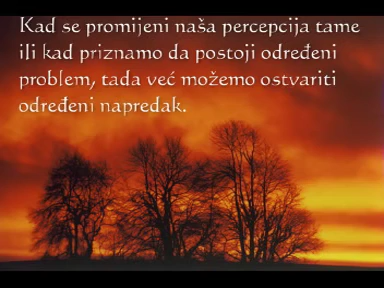 Kad se promijeni naša percepcija tame
ili kad priznamo da postoji određeni
problem, tada već možemo ostvariti
određeni napredak.